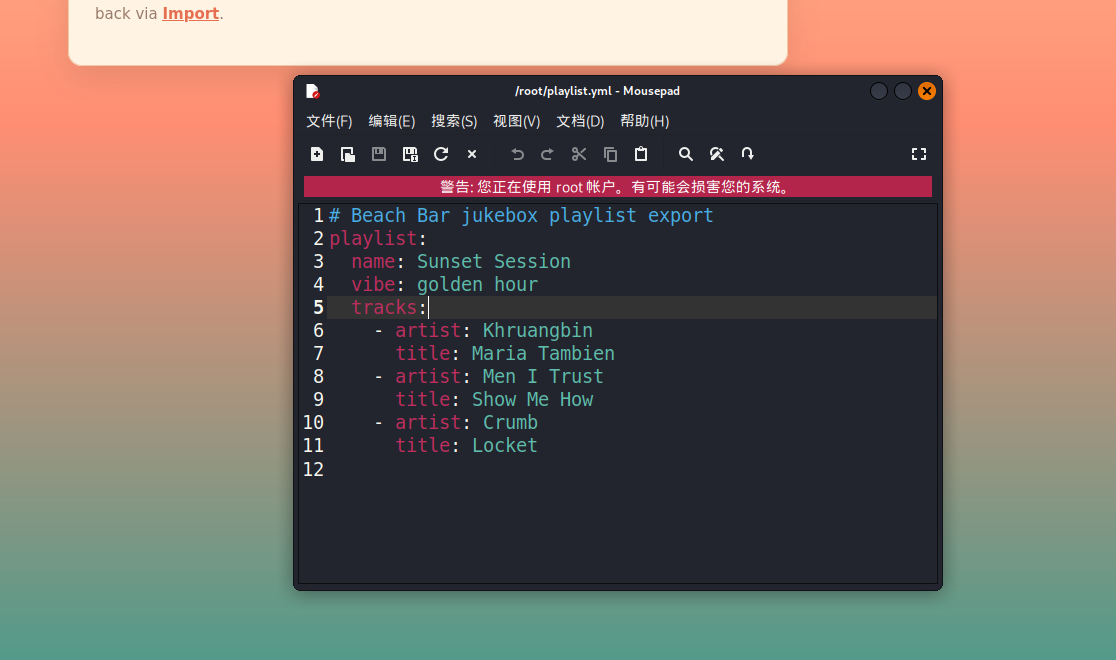 back via Import.
/root/playlist.yml - Mousepad
文件(F) 编辑(E) 搜索(S) 视图(V) 文档(D) 帮助(H)
警告: 您正在使用 root 帐户。有可能会损害您的系统。
1 # Beach Bar jukebox playlist export
2 playlist:
3   name: Sunset Session
4   vibe: golden hour
5   tracks:
6     - artist: Khruangbin
7       title: Maria Tambien
8     - artist: Men I Trust
9       title: Show Me How
10     - artist: Crumb
11       title: Locket
12